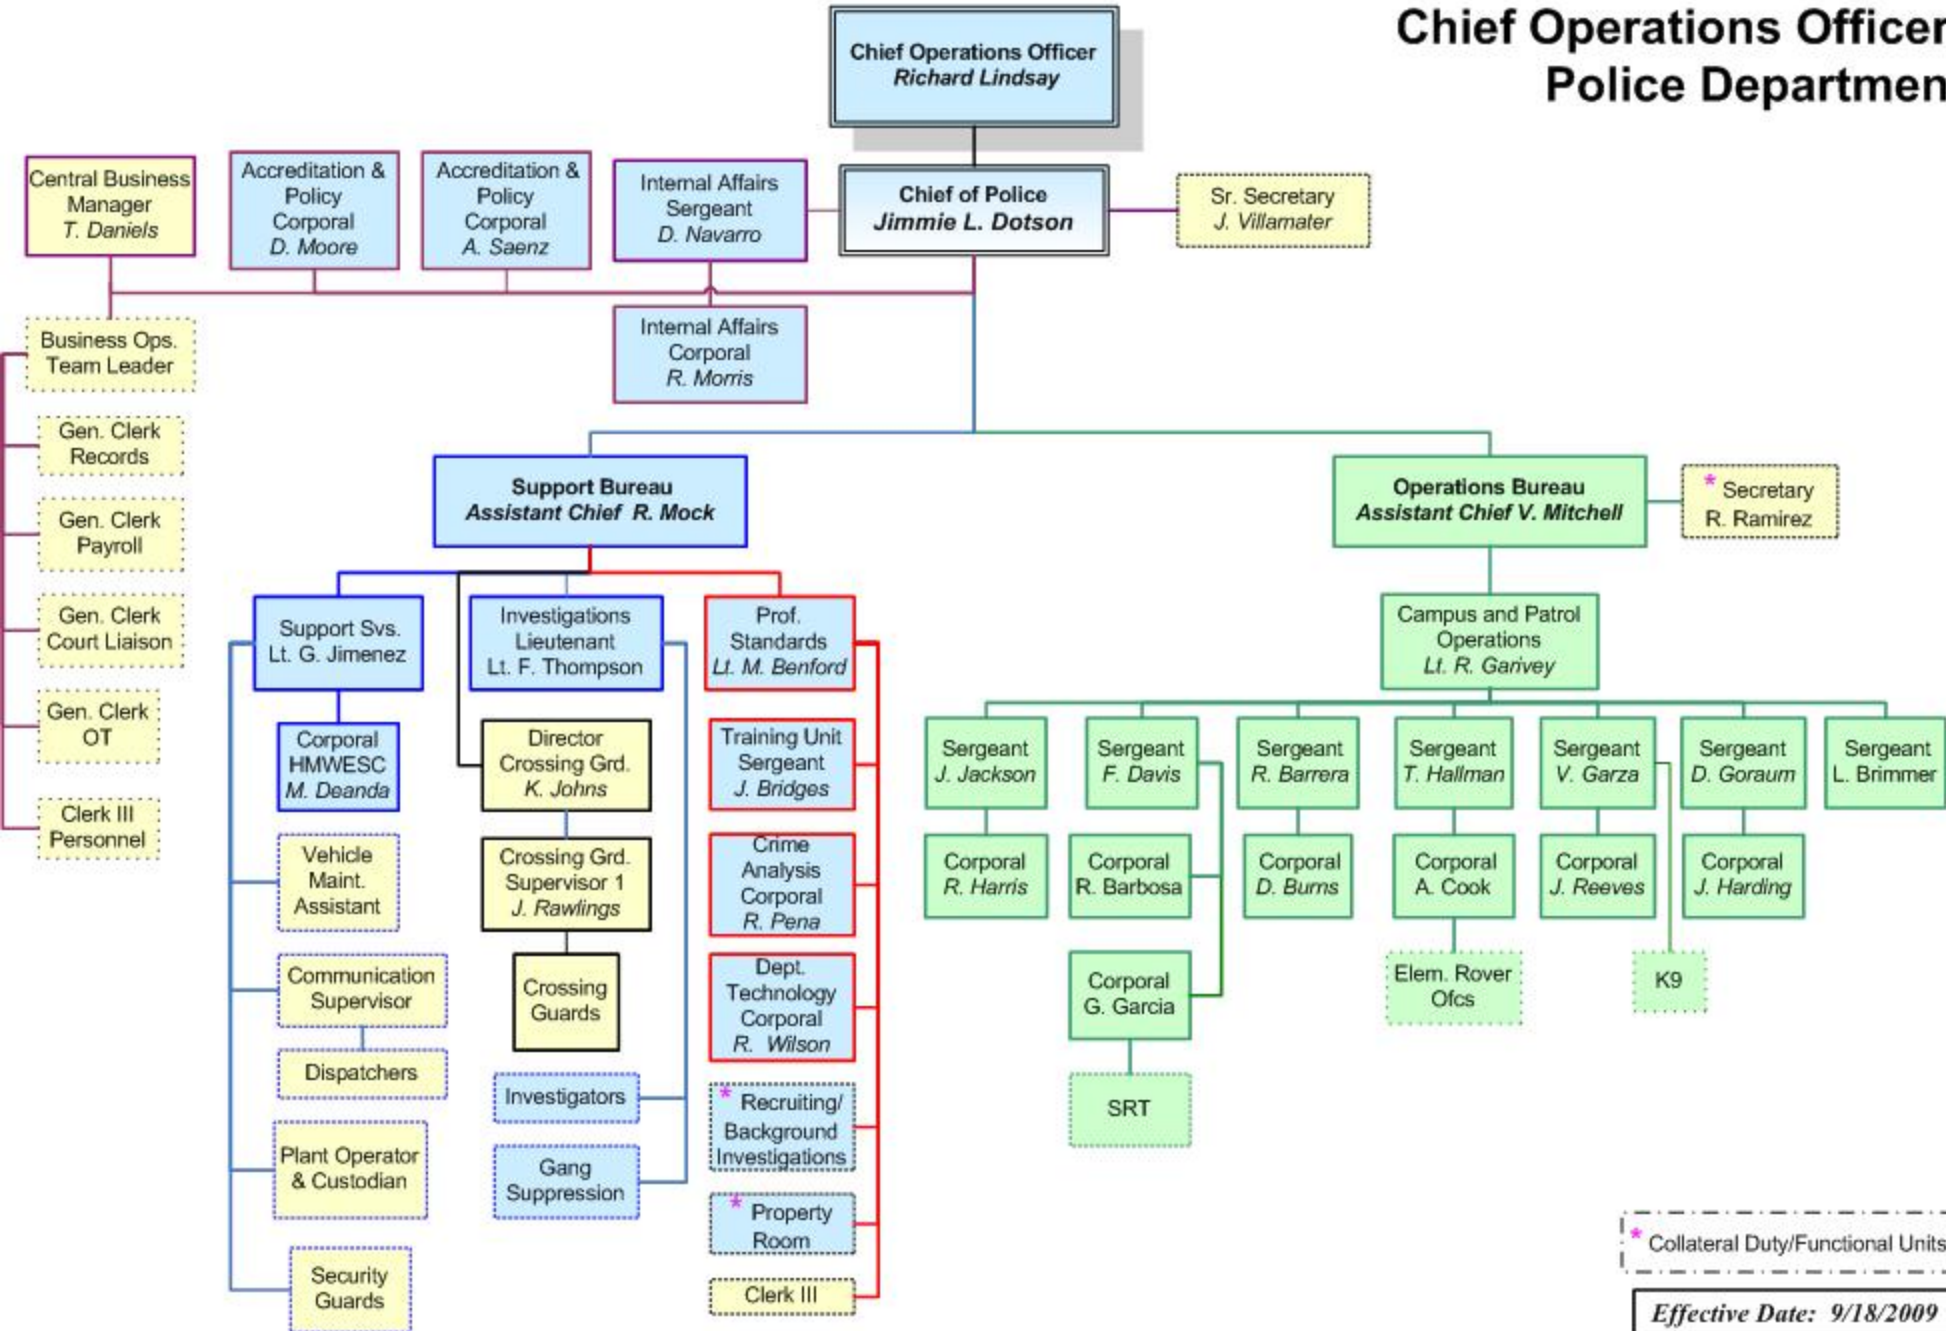 Chief Operations Officer
Police Departmen
Chief Operations Officer
Richard Lindsay
Central Business
Manager
T. Daniels
Accreditation &
Policy
Corporal
D. Moore
Accreditation &
Policy
Corporal
A. Saenz
Internal Affairs
Sergeant
D. Navarro
Chief of Police
Jimmie L. Dotson
Sr. Secretary
J. Villamater
Business Ops.
Team Leader
Internal Affairs
Corporal
R. Morris
Gen. Clerk
Records
Gen. Clerk
Payroll
Gen. Clerk
Court Liaison
Gen. Clerk
OT
Clerk III
Personnel
Support Bureau
Assistant Chief R. Mock
Operations Bureau
Assistant Chief V. Mitchell
* Secretary
R. Ramirez
Support Svs.
Lt. G. Jimenez
Corporal
HMWESC
M. Deanda
Vehicle
Maint.
Assistant
Communication
Supervisor
Dispatchers
Plant Operator
& Custodian
Security
Guards
Investigations
Lieutenant
Lt. F. Thompson
Director
Crossing Grd.
K. Johns
Crossing Grd.
Supervisor 1
J. Rawlings
Crossing
Guards
Investigators
Gang
Suppression
Prof.
Standards
Lt. M. Benford
Training Unit
Sergeant
J. Bridges
Crime
Analysis
Corporal
R. Pena
Dept.
Technology
Corporal
R. Wilson
* Recruiting/
Background
Investigations
* Property
Room
Clerk III
Campus and Patrol
Operations
Lt. R. Garivey
Sergeant
J. Jackson
Sergeant
F. Davis
Sergeant
R. Barrera
Sergeant
T. Hallman
Sergeant
V. Garza
Sergeant
D. Goraum
Sergeant
L. Brimmer
Corporal
R. Harris
Corporal
R. Barbosa
Corporal
D. Burns
Corporal
A. Cook
Corporal
J. Reeves
Corporal
J. Harding
Corporal
G. Garcia
Elem. Rover
Ofcs
K9
SRT
* Collateral Duty/Functional Units
Effective Date: 9/18/2009